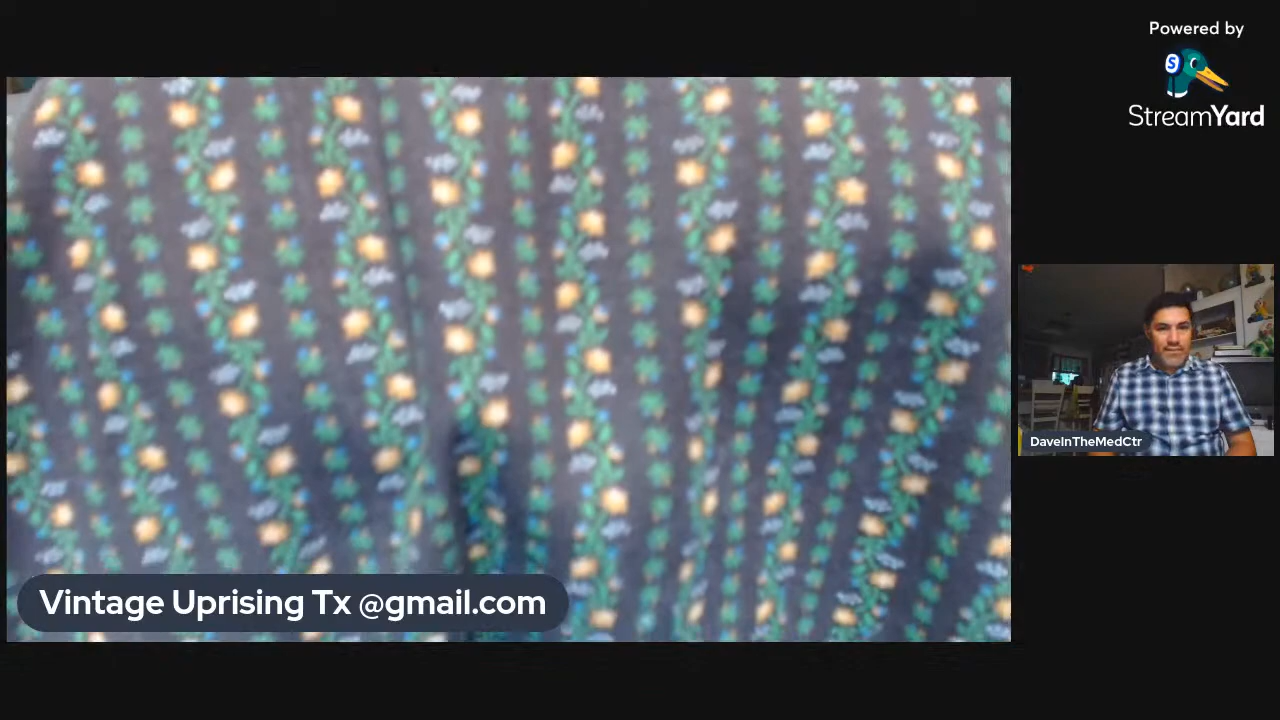 Powered by
S
StreamYard
DaveInTheMedCtr
Vintage Uprising Tx @gmail.com